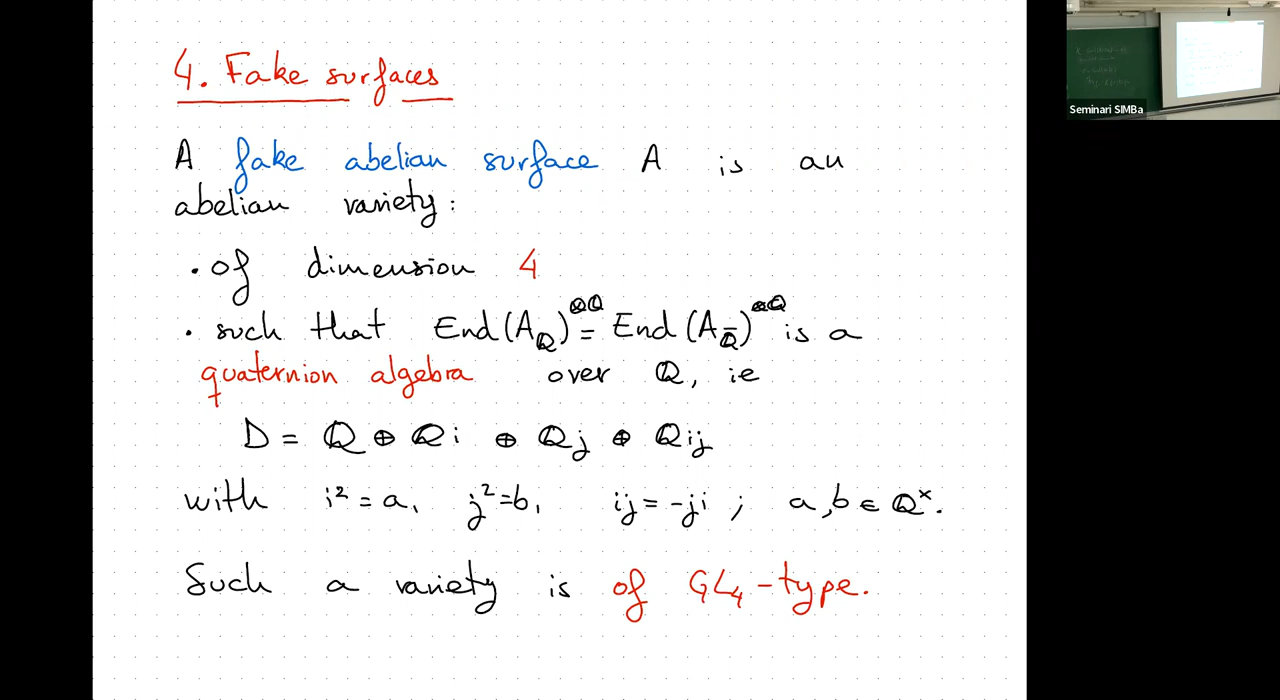 4. Fake surfaces
A fake abelian surface A is an
abelian variety:
• of dimension 4
• such that End(A_Q)^{⊗Q} = End(A_{\bar{Q}})^{⊗Q} is a
quaternion algebra over Q, ie
D = Q ⊕ Qi ⊕ Qj ⊕ Qij
with i² = a, j² = b, ij = -ji ; a,b ∈ Q^×.
Such a variety is of GL₄-type.
Seminari SIMBa